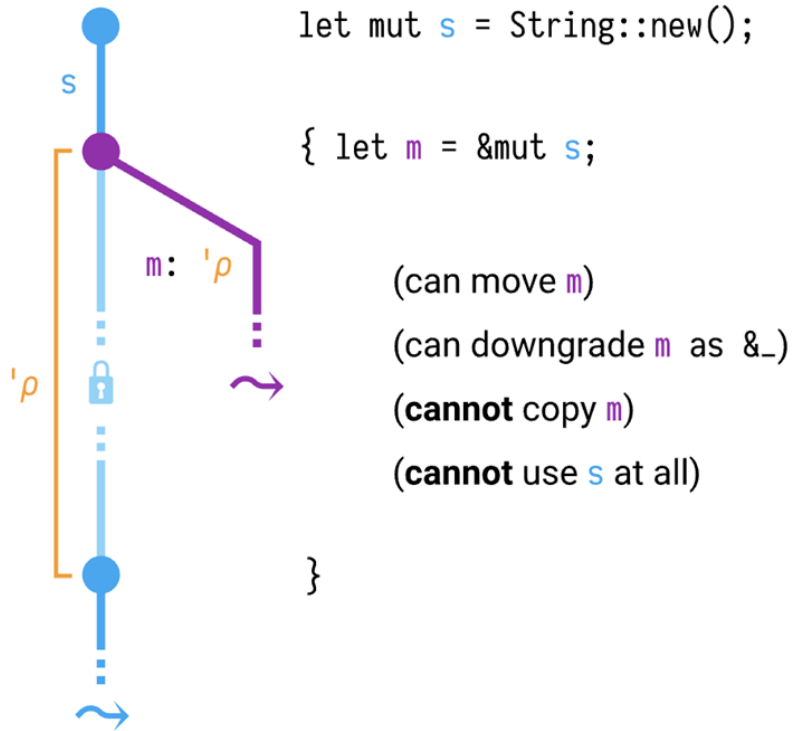 let mut s = String::new();
s
{ let m = &mut s;
m: 'ρ
(can move m)
(can downgrade m as &_)
'ρ
(cannot copy m)
(cannot use s at all)
}